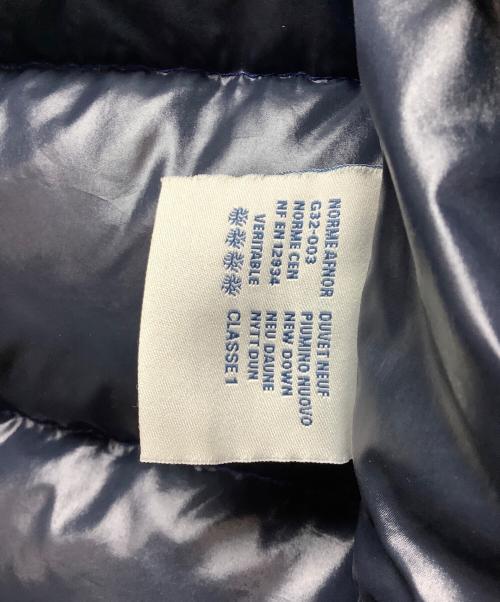 NORME AFNOR DUVET NEUF
G32-003 PIUMINO NUOVO
NORME CEN NEW DOWN
NF EN 12934 NEU DAUNE
VERITABLE NYTT DUN
CLASSE 1